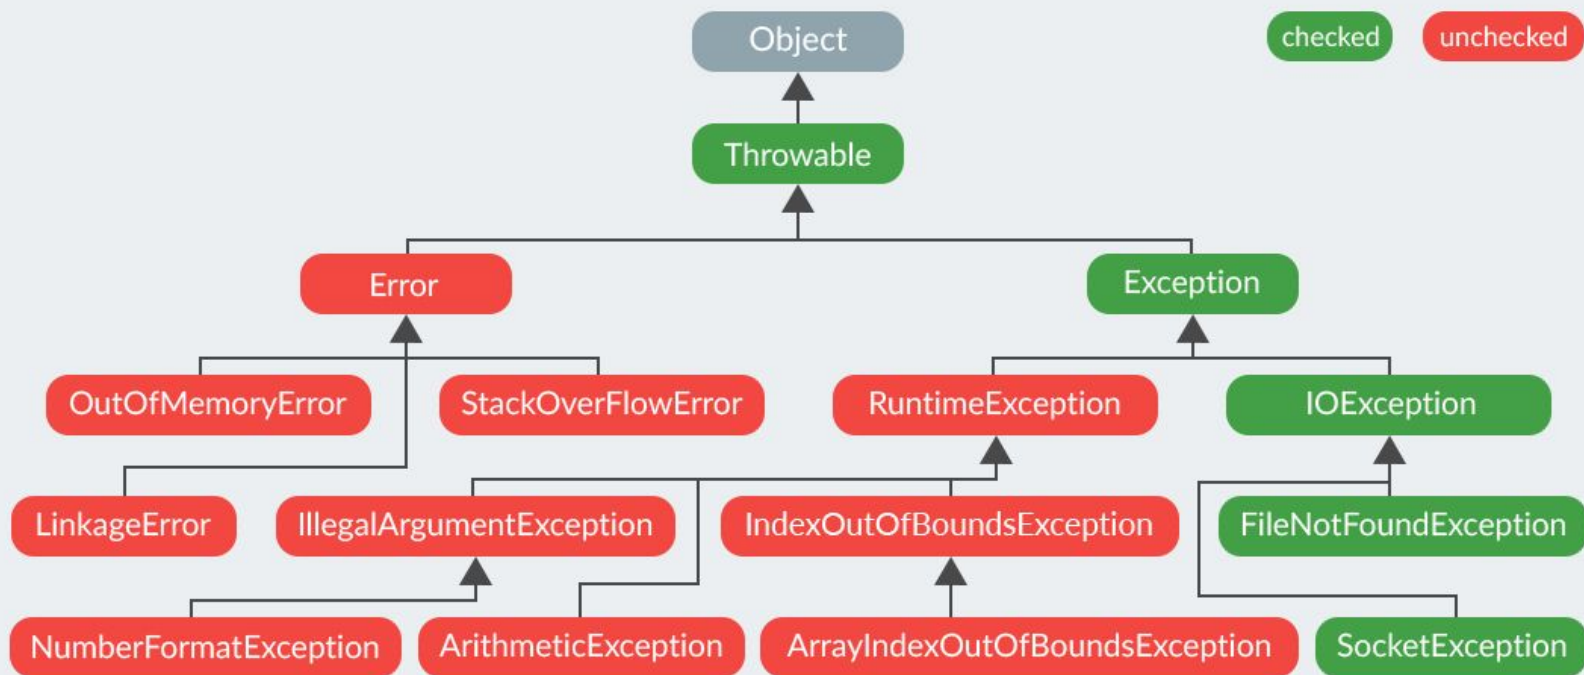 Object
checked
unchecked
Throwable
Error
Exception
OutOfMemoryError
StackOverFlowError
RuntimeException
IOException
LinkageError
IllegalArgumentException
IndexOutOfBoundsException
FileNotFoundException
NumberFormatException
ArithmeticException
ArrayIndexOutOfBoundsException
SocketException